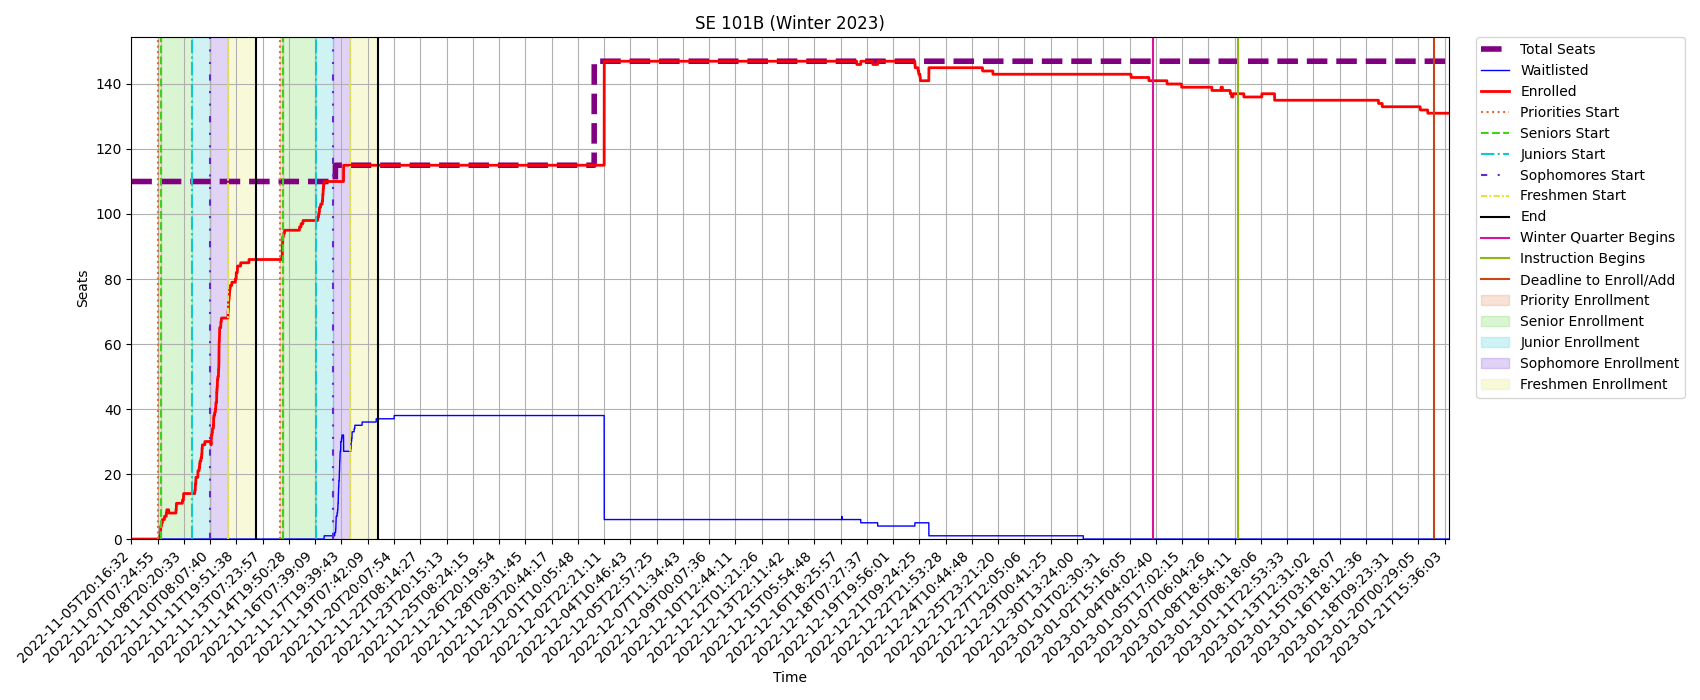 SE 101B (Winter 2023)
Seats
140
120
100
80
60
40
20
0
2022-11-05T20:16:32
2022-11-07T07:24:55
2022-11-08T20:20:33
2022-11-10T08:07:40
2022-11-11T19:51:38
2022-11-13T07:23:57
2022-11-14T19:50:28
2022-11-16T07:39:09
2022-11-17T19:39:43
2022-11-19T07:42:09
2022-11-20T20:07:54
2022-11-22T08:14:27
2022-11-23T20:15:13
2022-11-25T08:24:15
2022-11-26T20:19:54
2022-11-28T08:31:45
2022-11-29T20:44:17
2022-12-01T10:05:48
2022-12-02T22:21:11
2022-12-04T10:46:43
2022-12-05T22:57:25
2022-12-07T11:34:43
2022-12-09T00:07:36
2022-12-10T12:44:11
2022-12-12T01:21:26
2022-12-13T12:11:42
2022-12-15T05:54:48
2022-12-16T18:25:57
2022-12-18T07:27:37
2022-12-19T19:56:01
2022-12-21T09:24:25
2022-12-22T21:53:28
2022-12-24T10:44:48
2022-12-25T23:21:20
2022-12-27T12:05:06
2022-12-29T00:41:25
2022-12-30T13:24:00
2023-01-01T02:30:31
2023-01-02T15:16:05
2023-01-04T04:02:40
2023-01-05T17:02:15
2023-01-07T06:04:26
2023-01-08T18:54:11
2023-01-10T08:18:06
2023-01-11T22:53:33
2023-01-13T12:31:02
2023-01-15T03:18:07
2023-01-16T18:12:36
2023-01-18T09:23:31
2023-01-20T00:29:05
2023-01-21T15:36:03
Time
Total Seats
Waitlisted
Enrolled
Priorities Start
Seniors Start
Juniors Start
Sophomores Start
Freshmen Start
End
Winter Quarter Begins
Instruction Begins
Deadline to Enroll/Add
Priority Enrollment
Senior Enrollment
Junior Enrollment
Sophomore Enrollment
Freshmen Enrollment